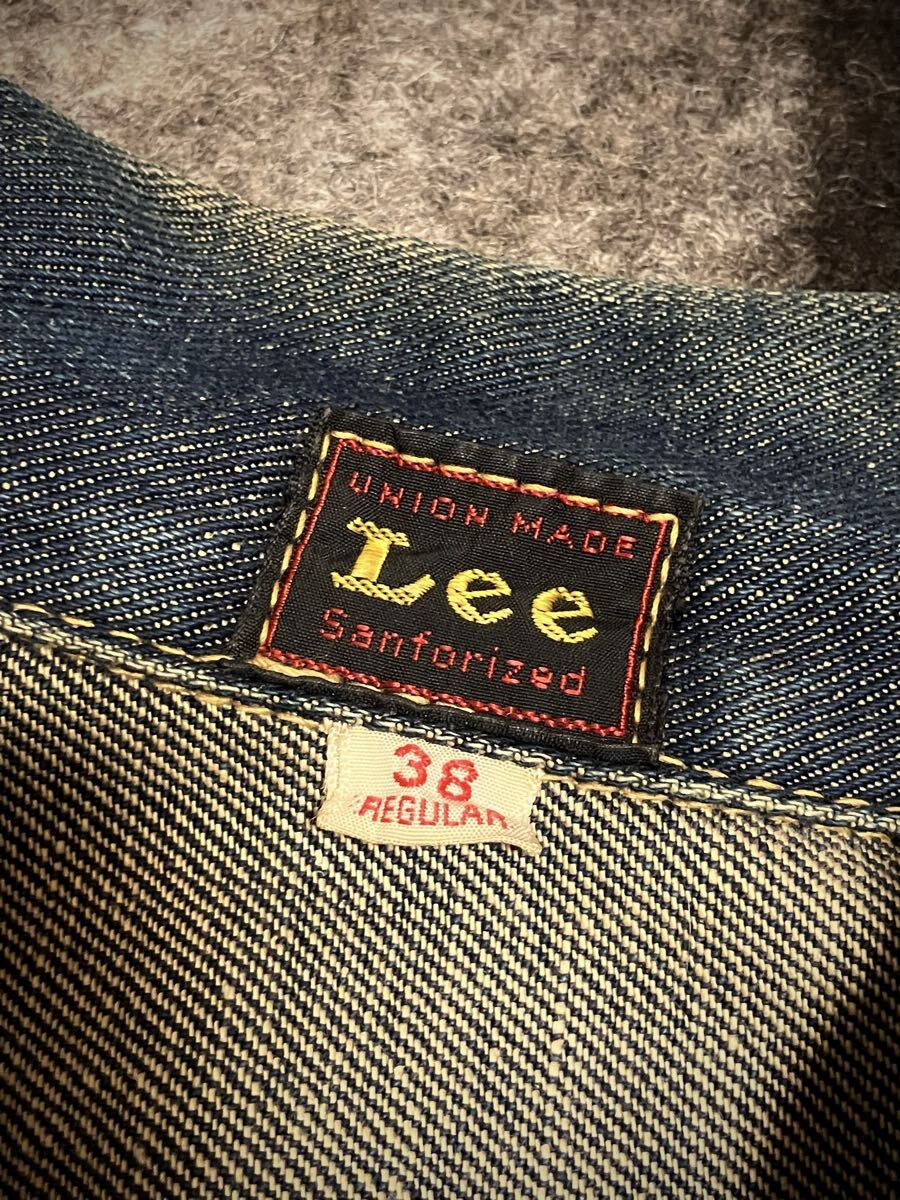 UNION MADE
Lee
Sanforized
38
REGULAR